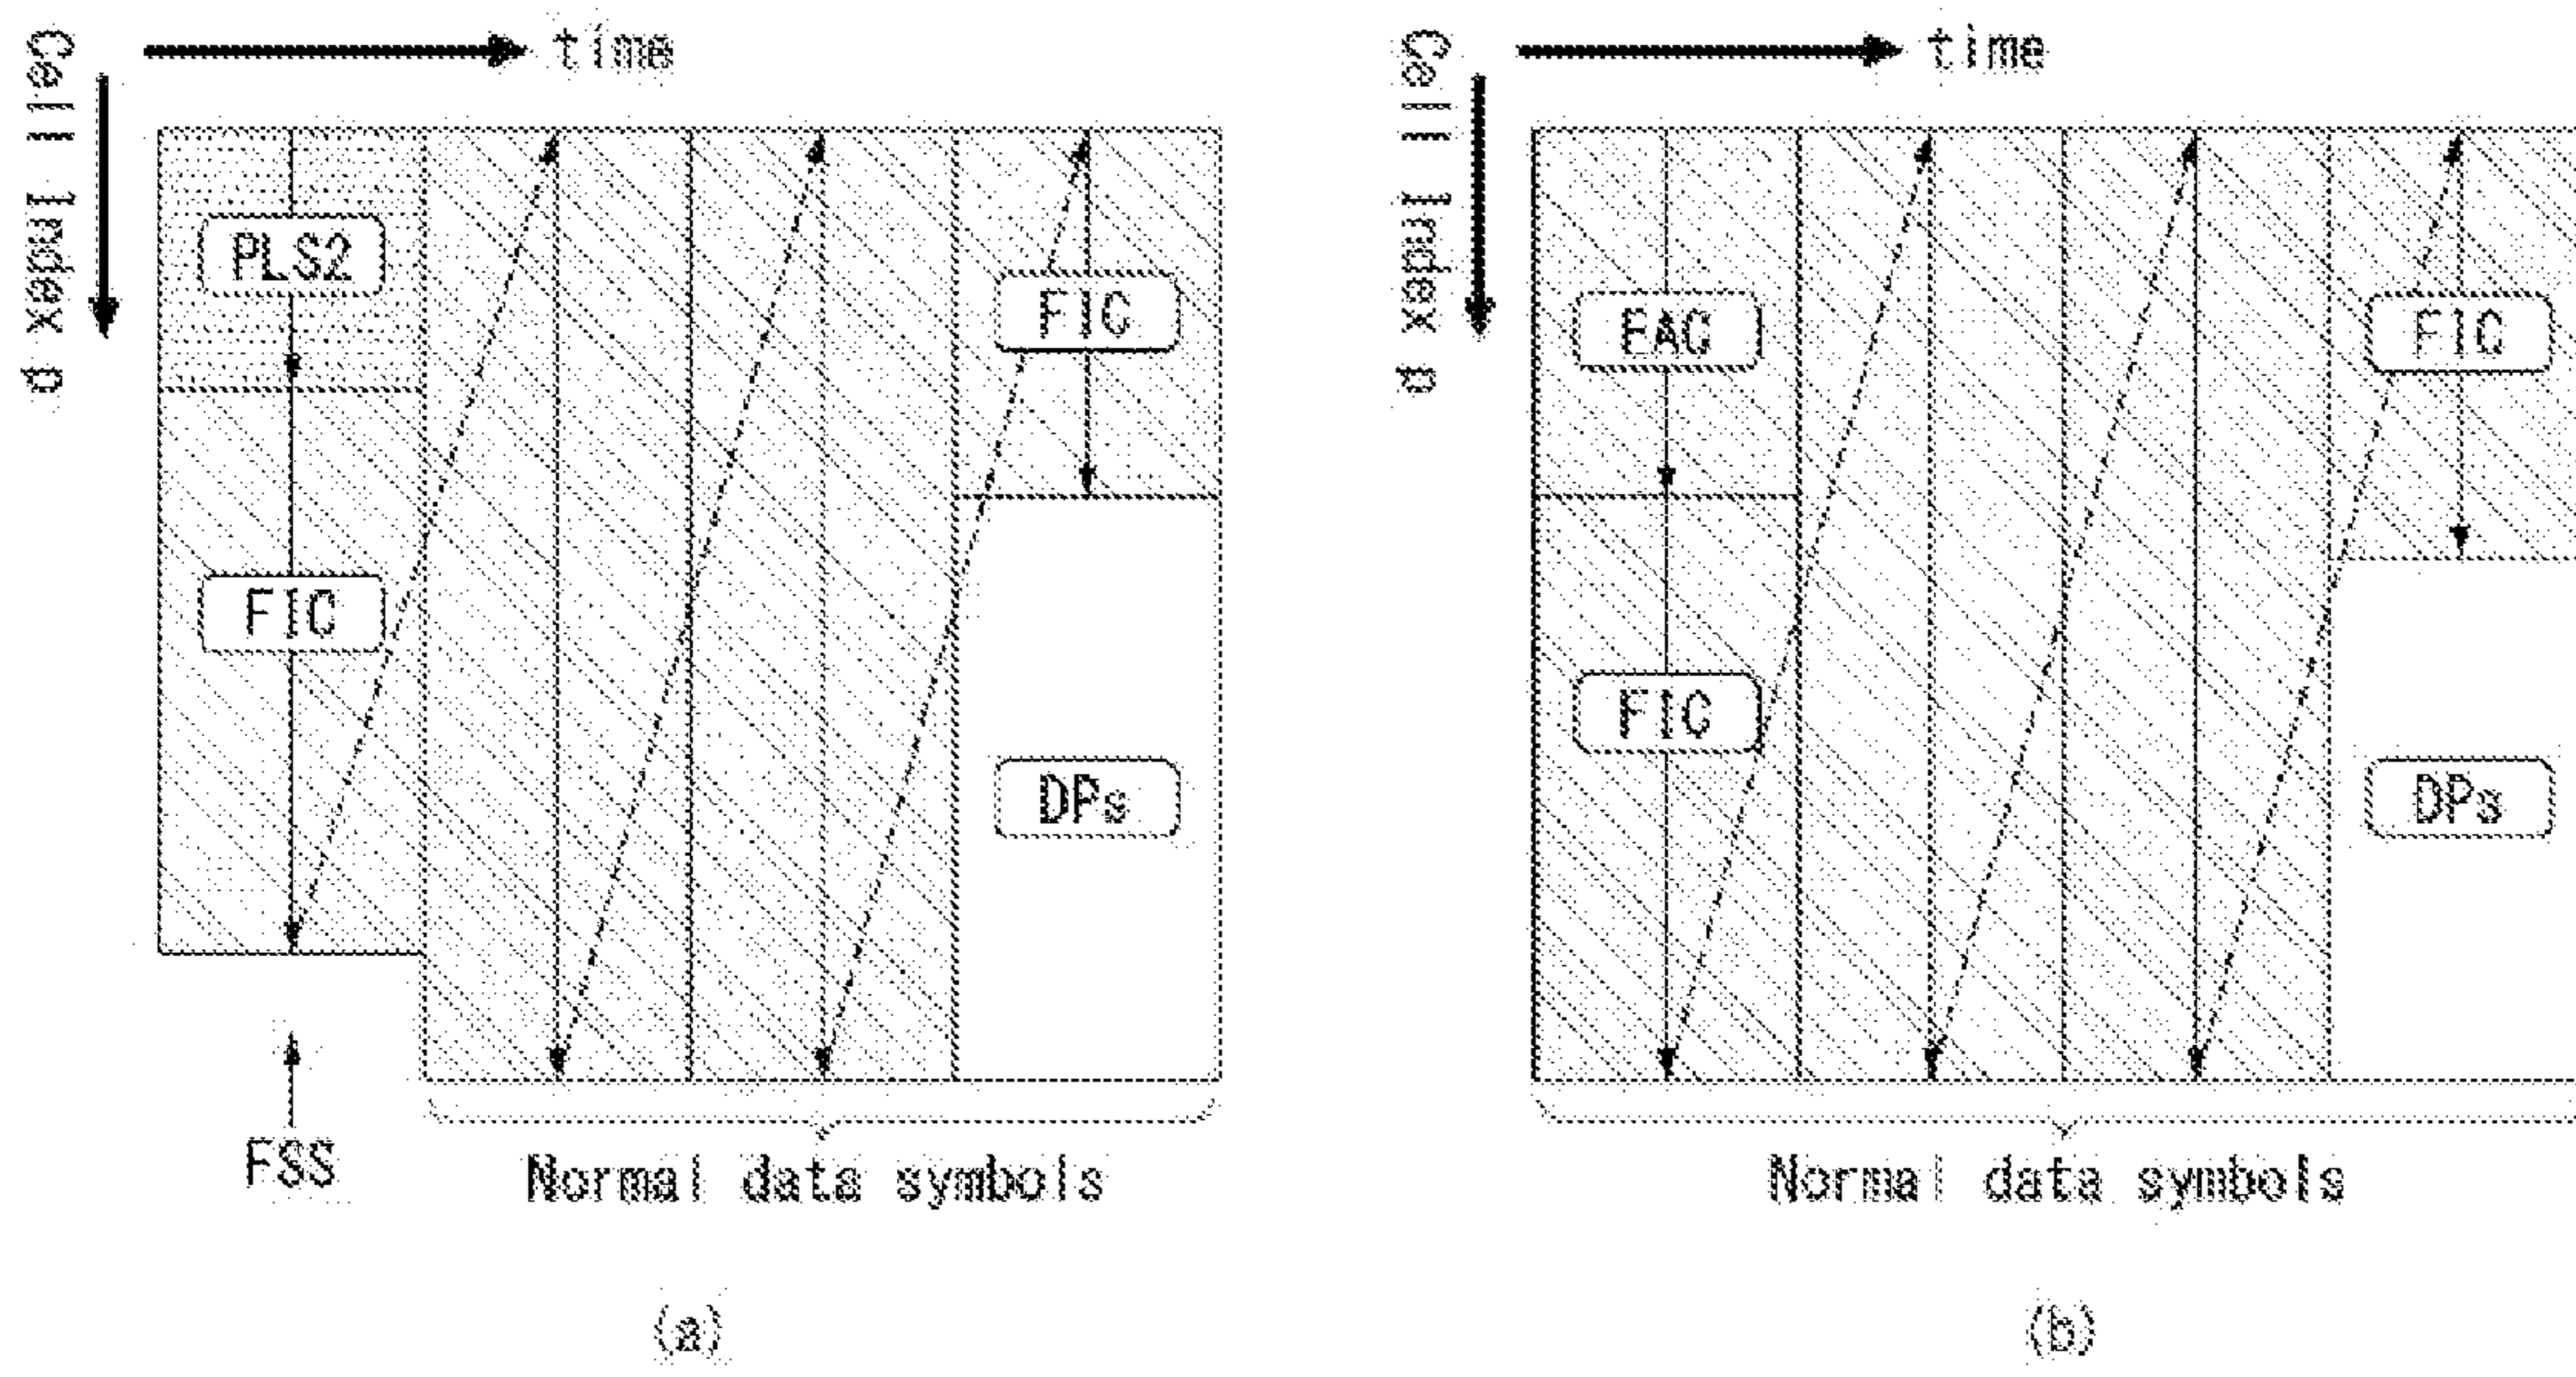 time
Cell Index p
PLS2
FIC
FIC
DPs
FSS
Normal data symbols
(a)
time
Cell Index p
EAC
FIC
FIC
DPs
Normal data symbols
(b)